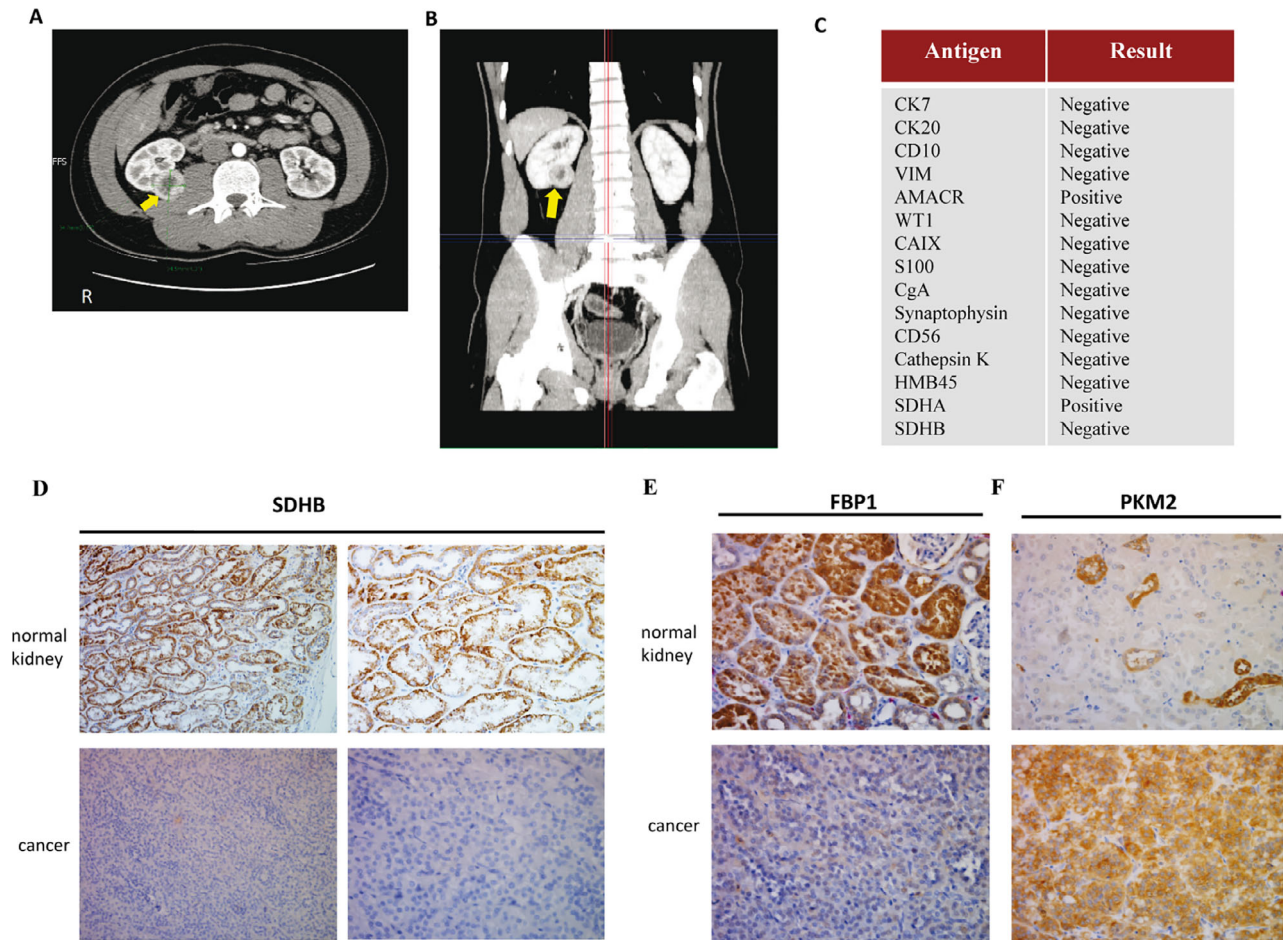 A
B
C
FPS
R
Antigen Result
CK7 Negative
CK20 Negative
CD10 Negative
VIM Negative
AMACR Positive
WT1 Negative
CAIX Negative
S100 Negative
CgA Negative
Synaptophysin Negative
CD56 Negative
Cathepsin K Negative
HMB45 Negative
SDHA Positive
SDHB Negative
D
SDHB
E
FBP1
F
PKM2
normal
kidney
normal
kidney
cancer
cancer